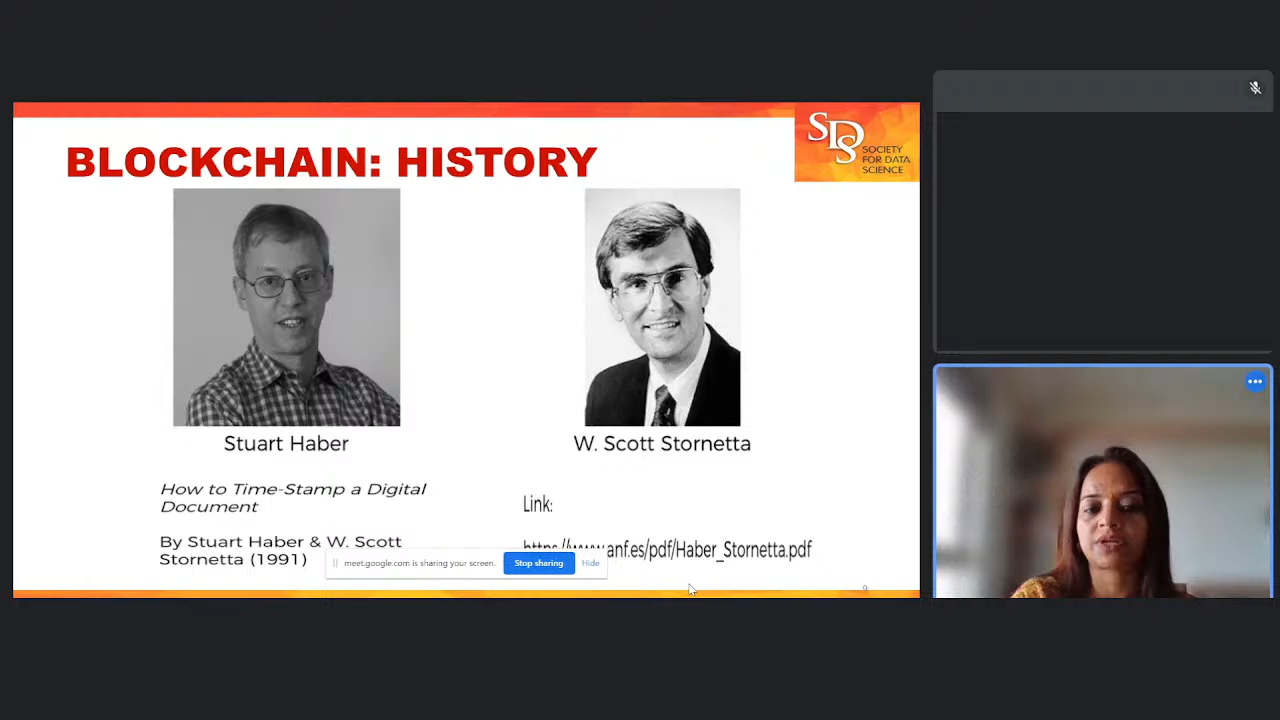 BLOCKCHAIN: HISTORY
SDS
SOCIETY
FOR DATA
SCIENCE
Stuart Haber
W. Scott Stornetta
How to Time-Stamp a Digital
Document
By Stuart Haber & W. Scott
Stornetta (1991)
Link:
https://www.anf.es/pdf/Haber_Stornetta.pdf
meet.google.com is sharing your screen.
Stop sharing
Hide